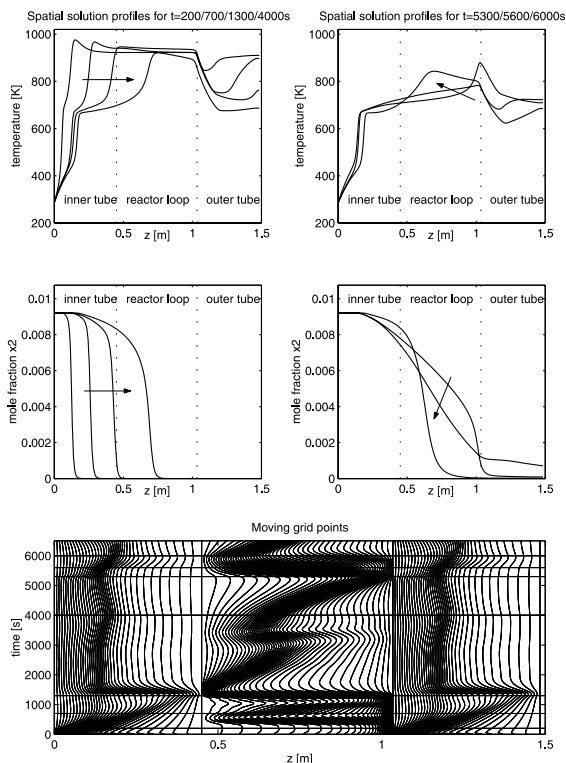 Spatial solution profiles for t=200/700/1300/4000s
temperature [K]
1000
800
600
400
200
inner tube
reactor loop
outer tube
0
0.5
1
1.5
z [m]
Spatial solution profiles for t=5300/5600/6000s
temperature [K]
1000
800
600
400
200
inner tube
reactor loop
outer tube
0
0.5
1
1.5
z [m]
mole fraction x2
0.01
0.008
0.006
0.004
0.002
0
inner tube
reactor loop
outer tube
0
0.5
1
1.5
z [m]
mole fraction x2
0.01
0.008
0.006
0.004
0.002
0
inner tube
reactor loop
outer tube
0
0.5
1
1.5
z [m]
Moving grid points
time [s]
6000
5000
4000
3000
2000
1000
0
0
0.5
1
1.5
z [m]